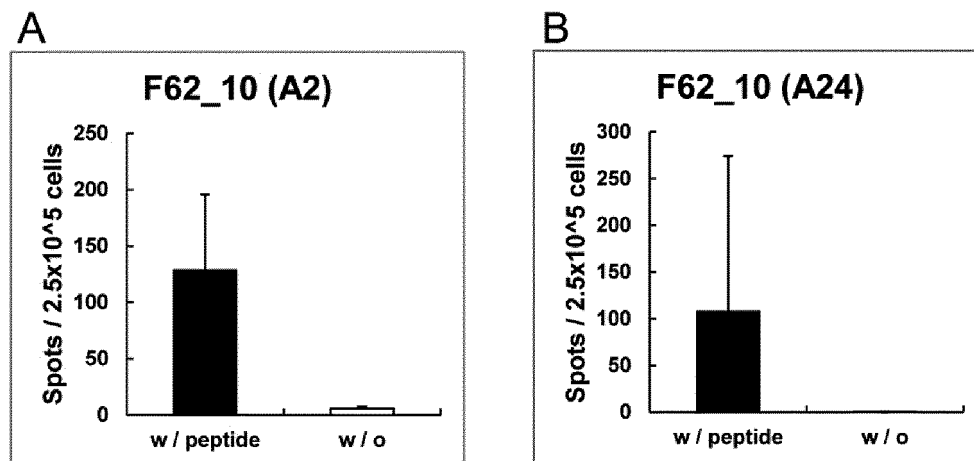 A
F62_10 (A2)
Spots / 2.5x10^5 cells
250
200
150
100
50
0
w / peptide
w / o
B
F62_10 (A24)
Spots / 2.5x10^5 cells
300
250
200
150
100
50
0
w / peptide
w / o